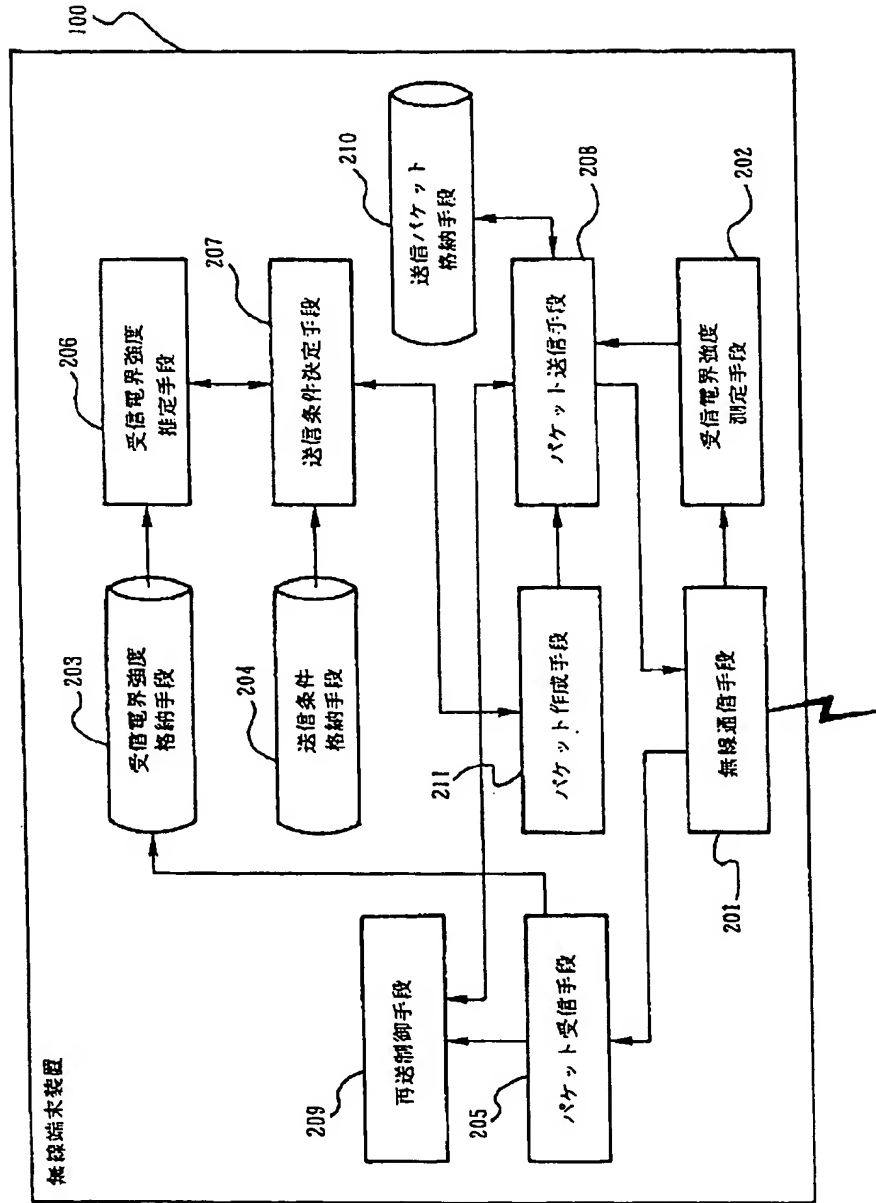 無線端末装置
100
再送制御手段
209
パケット受信手段
205
受信電界強度
格納手段
203
送信条件
格納手段
204
パケット作成手段
211
無線通信手段
201
受信電界強度
推定手段
206
送信条件決定手段
207
送信パケット
格納手段
210
パケット送信手段
208
受信電界強度
測定手段
202